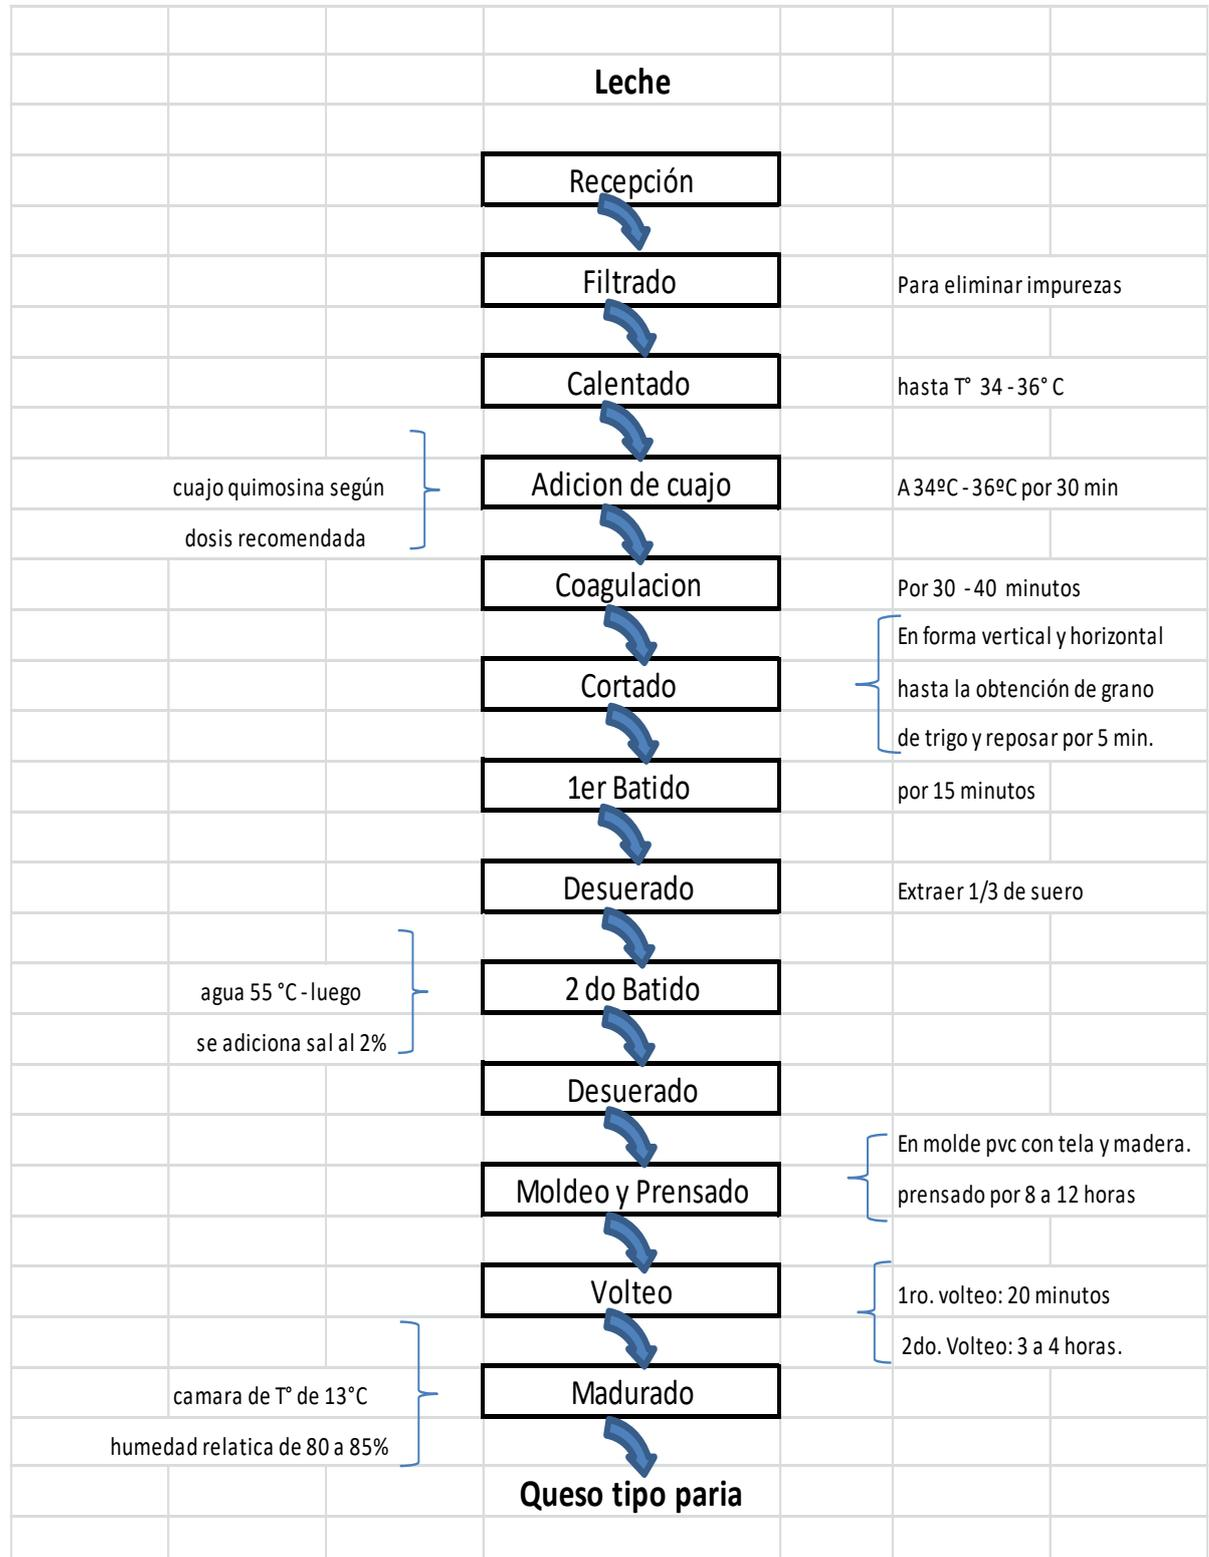 Leche
Recepción
Filtrado
Para eliminar impurezas
Calentado
hasta T° 34 - 36° C
cuajo quimosina según
dosis recomendada
Adicion de cuajo
A 34ºC - 36ºC por 30 min
Coagulacion
Por 30 - 40 minutos
Cortado
En forma vertical y horizontal
hasta la obtención de grano
de trigo y reposar por 5 min.
1er Batido
por 15 minutos
Desuerado
Extraer 1/3 de suero
agua 55 °C - luego
se adiciona sal al 2%
2 do Batido
Desuerado
Moldeo y Prensado
En molde pvc con tela y madera.
prensado por 8 a 12 horas
Volteo
1ro. volteo: 20 minutos
2do. Volteo: 3 a 4 horas.
camara de T° de 13°C
humedad relatica de 80 a 85%
Madurado
Queso tipo paria